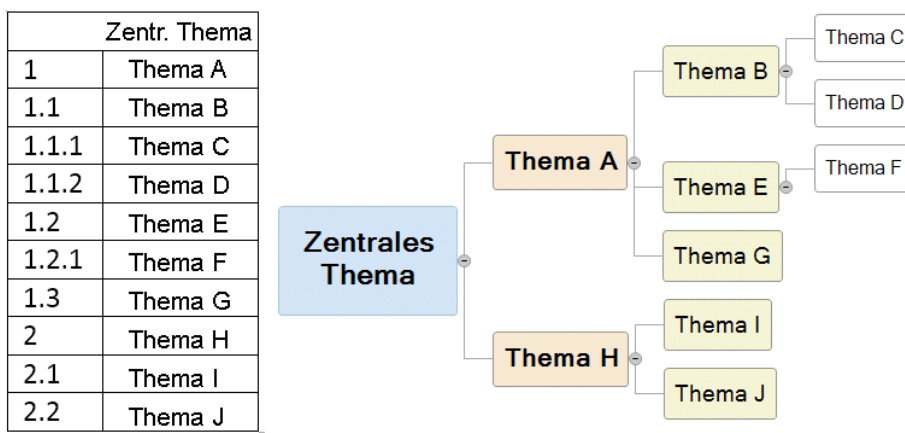 Zentr. Thema
1 Thema A
1.1 Thema B
1.1.1 Thema C
1.1.2 Thema D
1.2 Thema E
1.2.1 Thema F
1.3 Thema G
2 Thema H
2.1 Thema I
2.2 Thema J
Zentrales
Thema
Thema A
Thema B
Thema C
Thema D
Thema E
Thema F
Thema G
Thema H
Thema I
Thema J